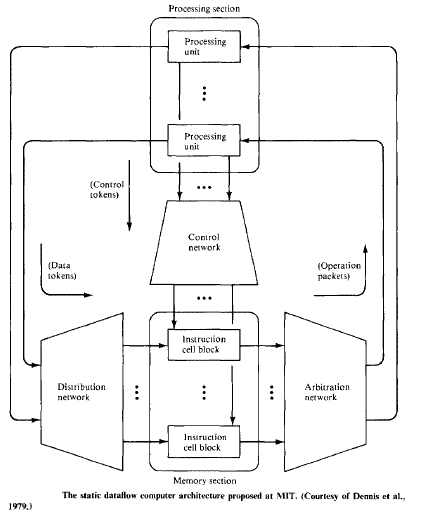 Processing section
Processing
unit
Processing
unit
(Control
tokens)
Control
network
(Data
tokens)
(Operation
packets)
Instruction
cell block
Distribution
network
Arbitration
network
Instruction
cell block
Memory section
The static dataflow computer architecture proposed at MIT. (Courtesy of Dennis et al.,
1979.)